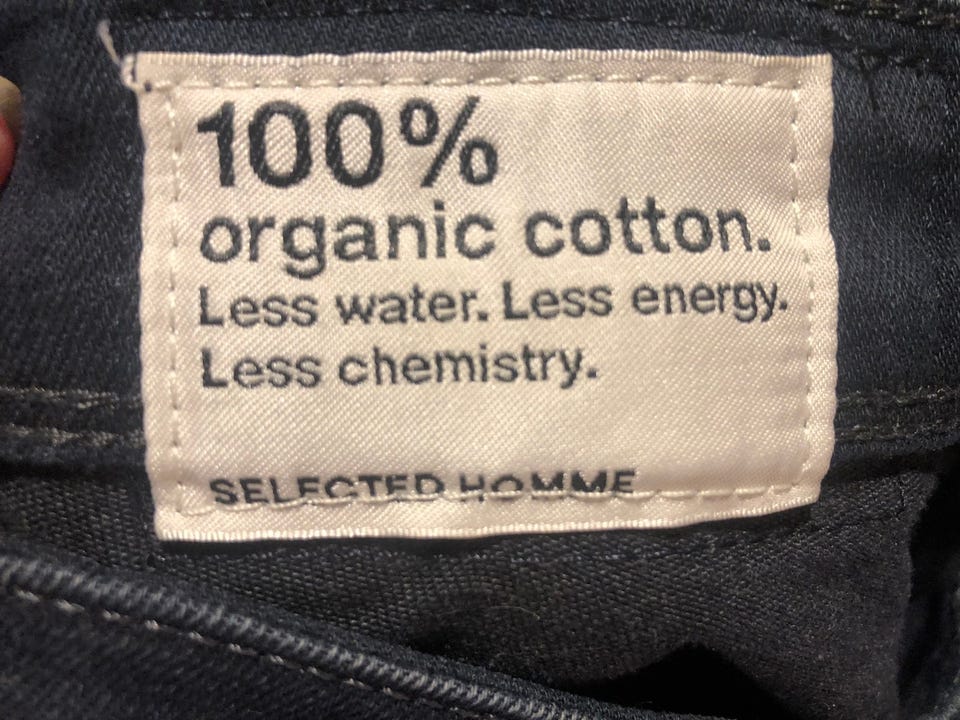 100%
organic cotton.
Less water. Less energy.
Less chemistry.
SELECTED HOMME